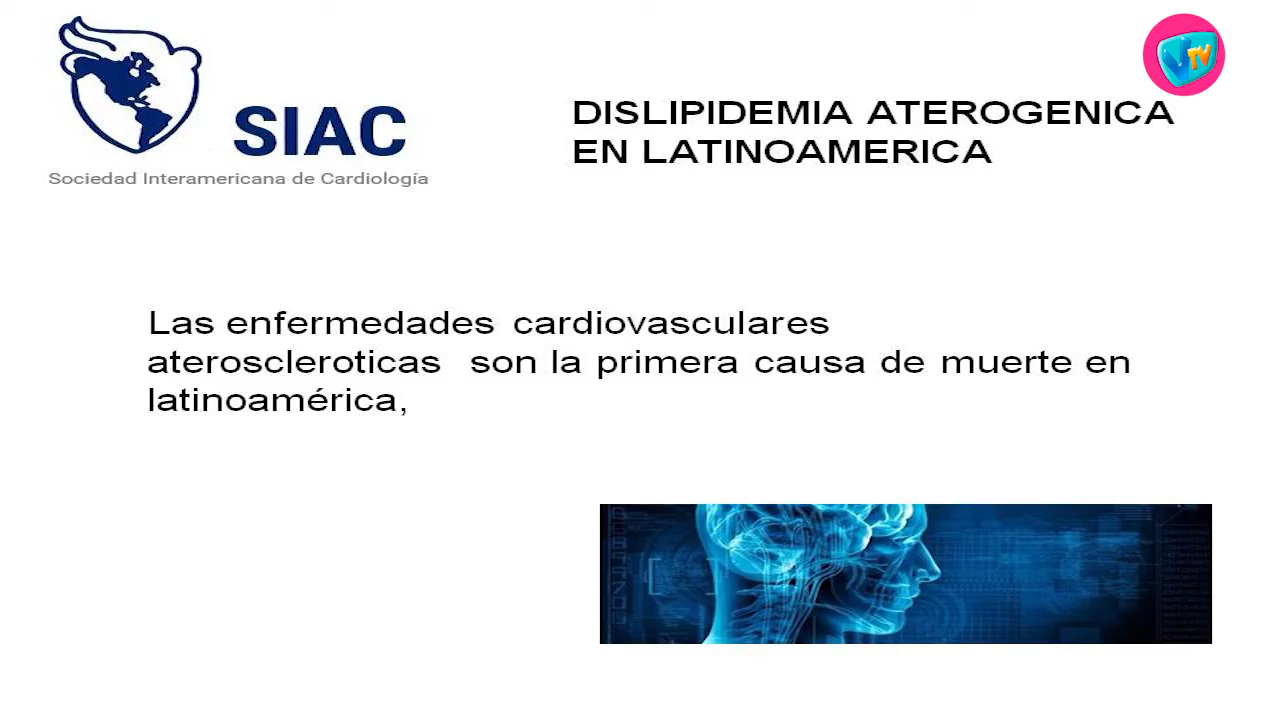 SIAC
Sociedad Interamericana de Cardiología
VTV
DISLIPIDEMIA ATEROGENICA
EN LATINOAMERICA
Las enfermedades cardiovasculares
ateroscleroticas son la primera causa de muerte en
latinoamérica,